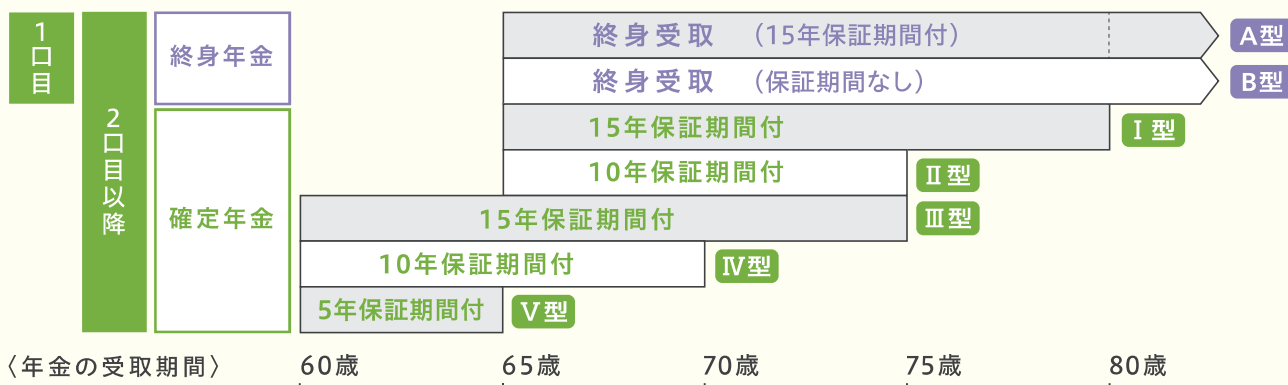 1口目
2口目以降
終身年金
終身受取 (15年保証期間付)
A型
終身受取 (保証期間なし)
B型
確定年金
15年保証期間付
Ⅰ型
10年保証期間付
Ⅱ型
15年保証期間付
Ⅲ型
10年保証期間付
Ⅳ型
5年保証期間付
Ⅴ型
〈年金の受取期間〉 60歳 65歳 70歳 75歳 80歳